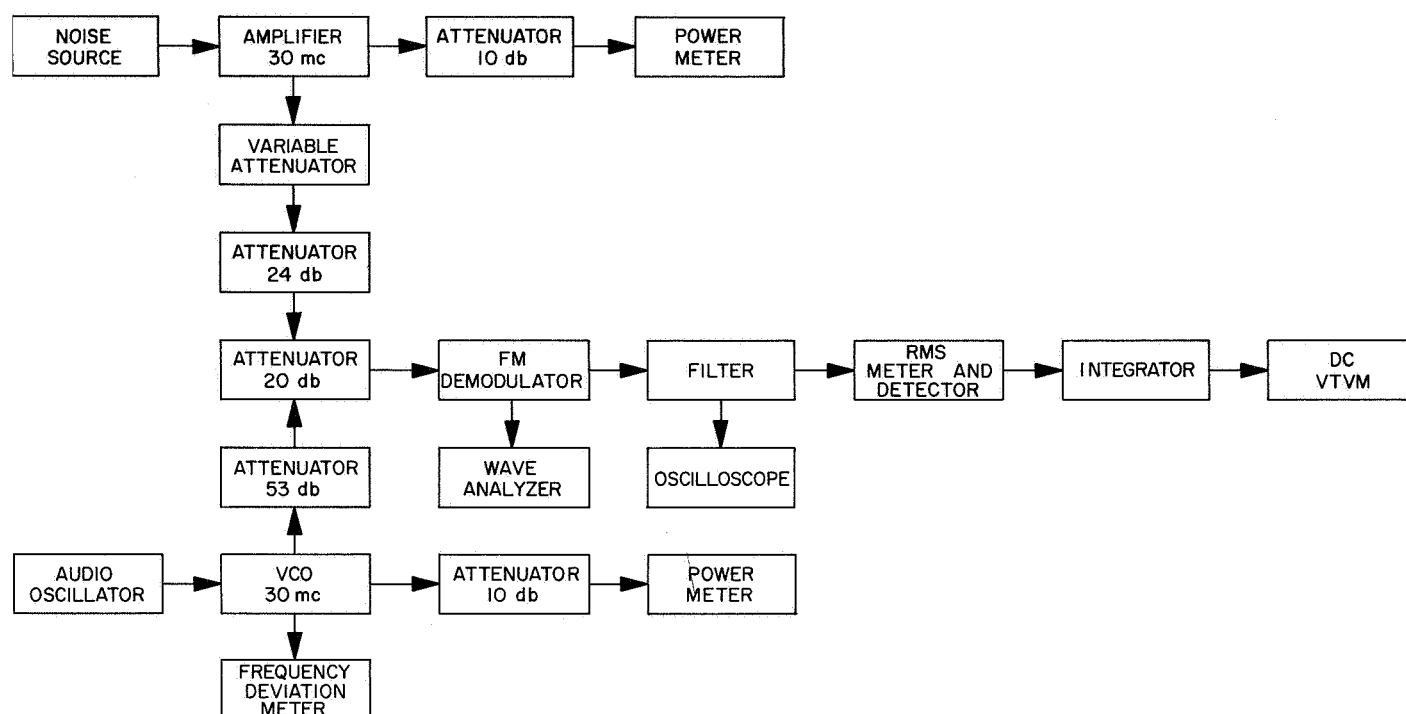 NOISE
SOURCE
AMPLIFIER
30 mc
ATTENUATOR
10 db
POWER
METER
VARIABLE
ATTENUATOR
ATTENUATOR
24 db
ATTENUATOR
20 db
FM
DEMODULATOR
FILTER
RMS
METER AND
DETECTOR
INTEGRATOR
DC
VTVM
ATTENUATOR
53 db
WAVE
ANALYZER
OSCILLOSCOPE
AUDIO
OSCILLATOR
VCO
30 mc
ATTENUATOR
10 db
POWER
METER
FREQUENCY
DEVIATION
METER